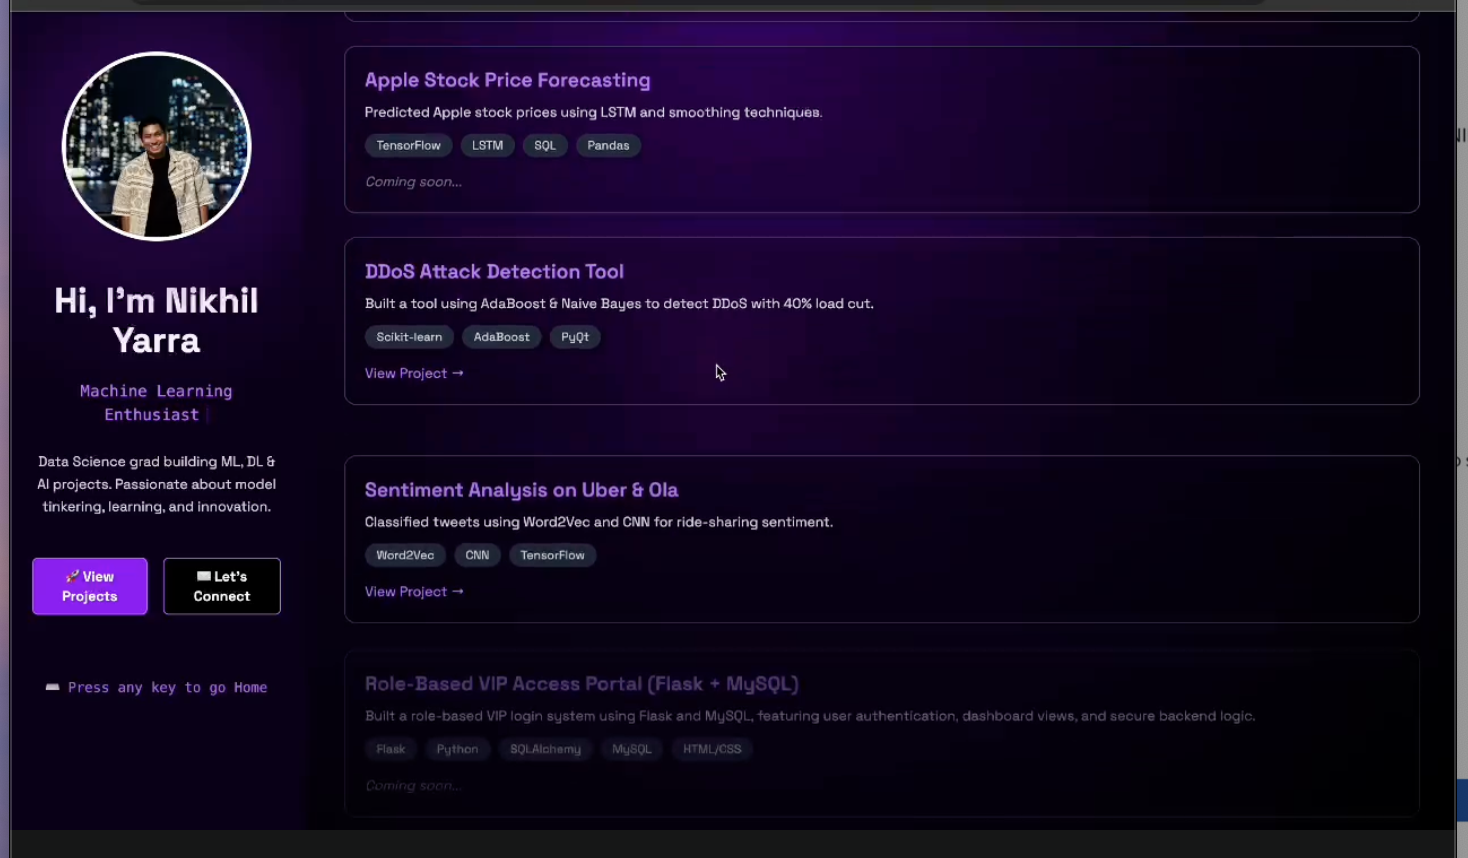 Hi, I'm Nikhil
Yarra
Machine Learning
Enthusiast
Data Science grad building ML, DL &
AI projects. Passionate about model
tinkering, learning, and innovation.
🚀 View
Projects
Let's
Connect
Press any key to go Home
Apple Stock Price Forecasting
Predicted Apple stock prices using LSTM and smoothing techniques.
TensorFlow LSTM SQL Pandas
Coming soon...
DDoS Attack Detection Tool
Built a tool using AdaBoost & Naive Bayes to detect DDoS with 40% load cut.
Scikit-learn AdaBoost PyQt
View Project →
Sentiment Analysis on Uber & Ola
Classified tweets using Word2Vec and CNN for ride-sharing sentiment.
Word2Vec CNN TensorFlow
View Project →
Role-Based VIP Access Portal (Flask + MySQL)
Built a role-based VIP login system using Flask and MySQL, featuring user authentication, dashboard views, and secure backend logic.
Flask Python SQLAlchemy MySQL HTML/CSS
Coming soon...